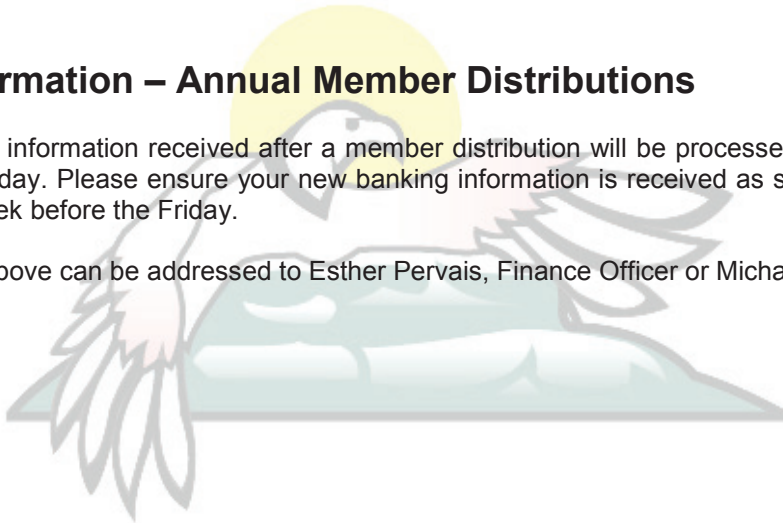 rmation – Annual Member Distributions
information received after a member distribution will be processe
day. Please ensure your new banking information is received as s
ek before the Friday.
bove can be addressed to Esther Pervais, Finance Officer or Micha